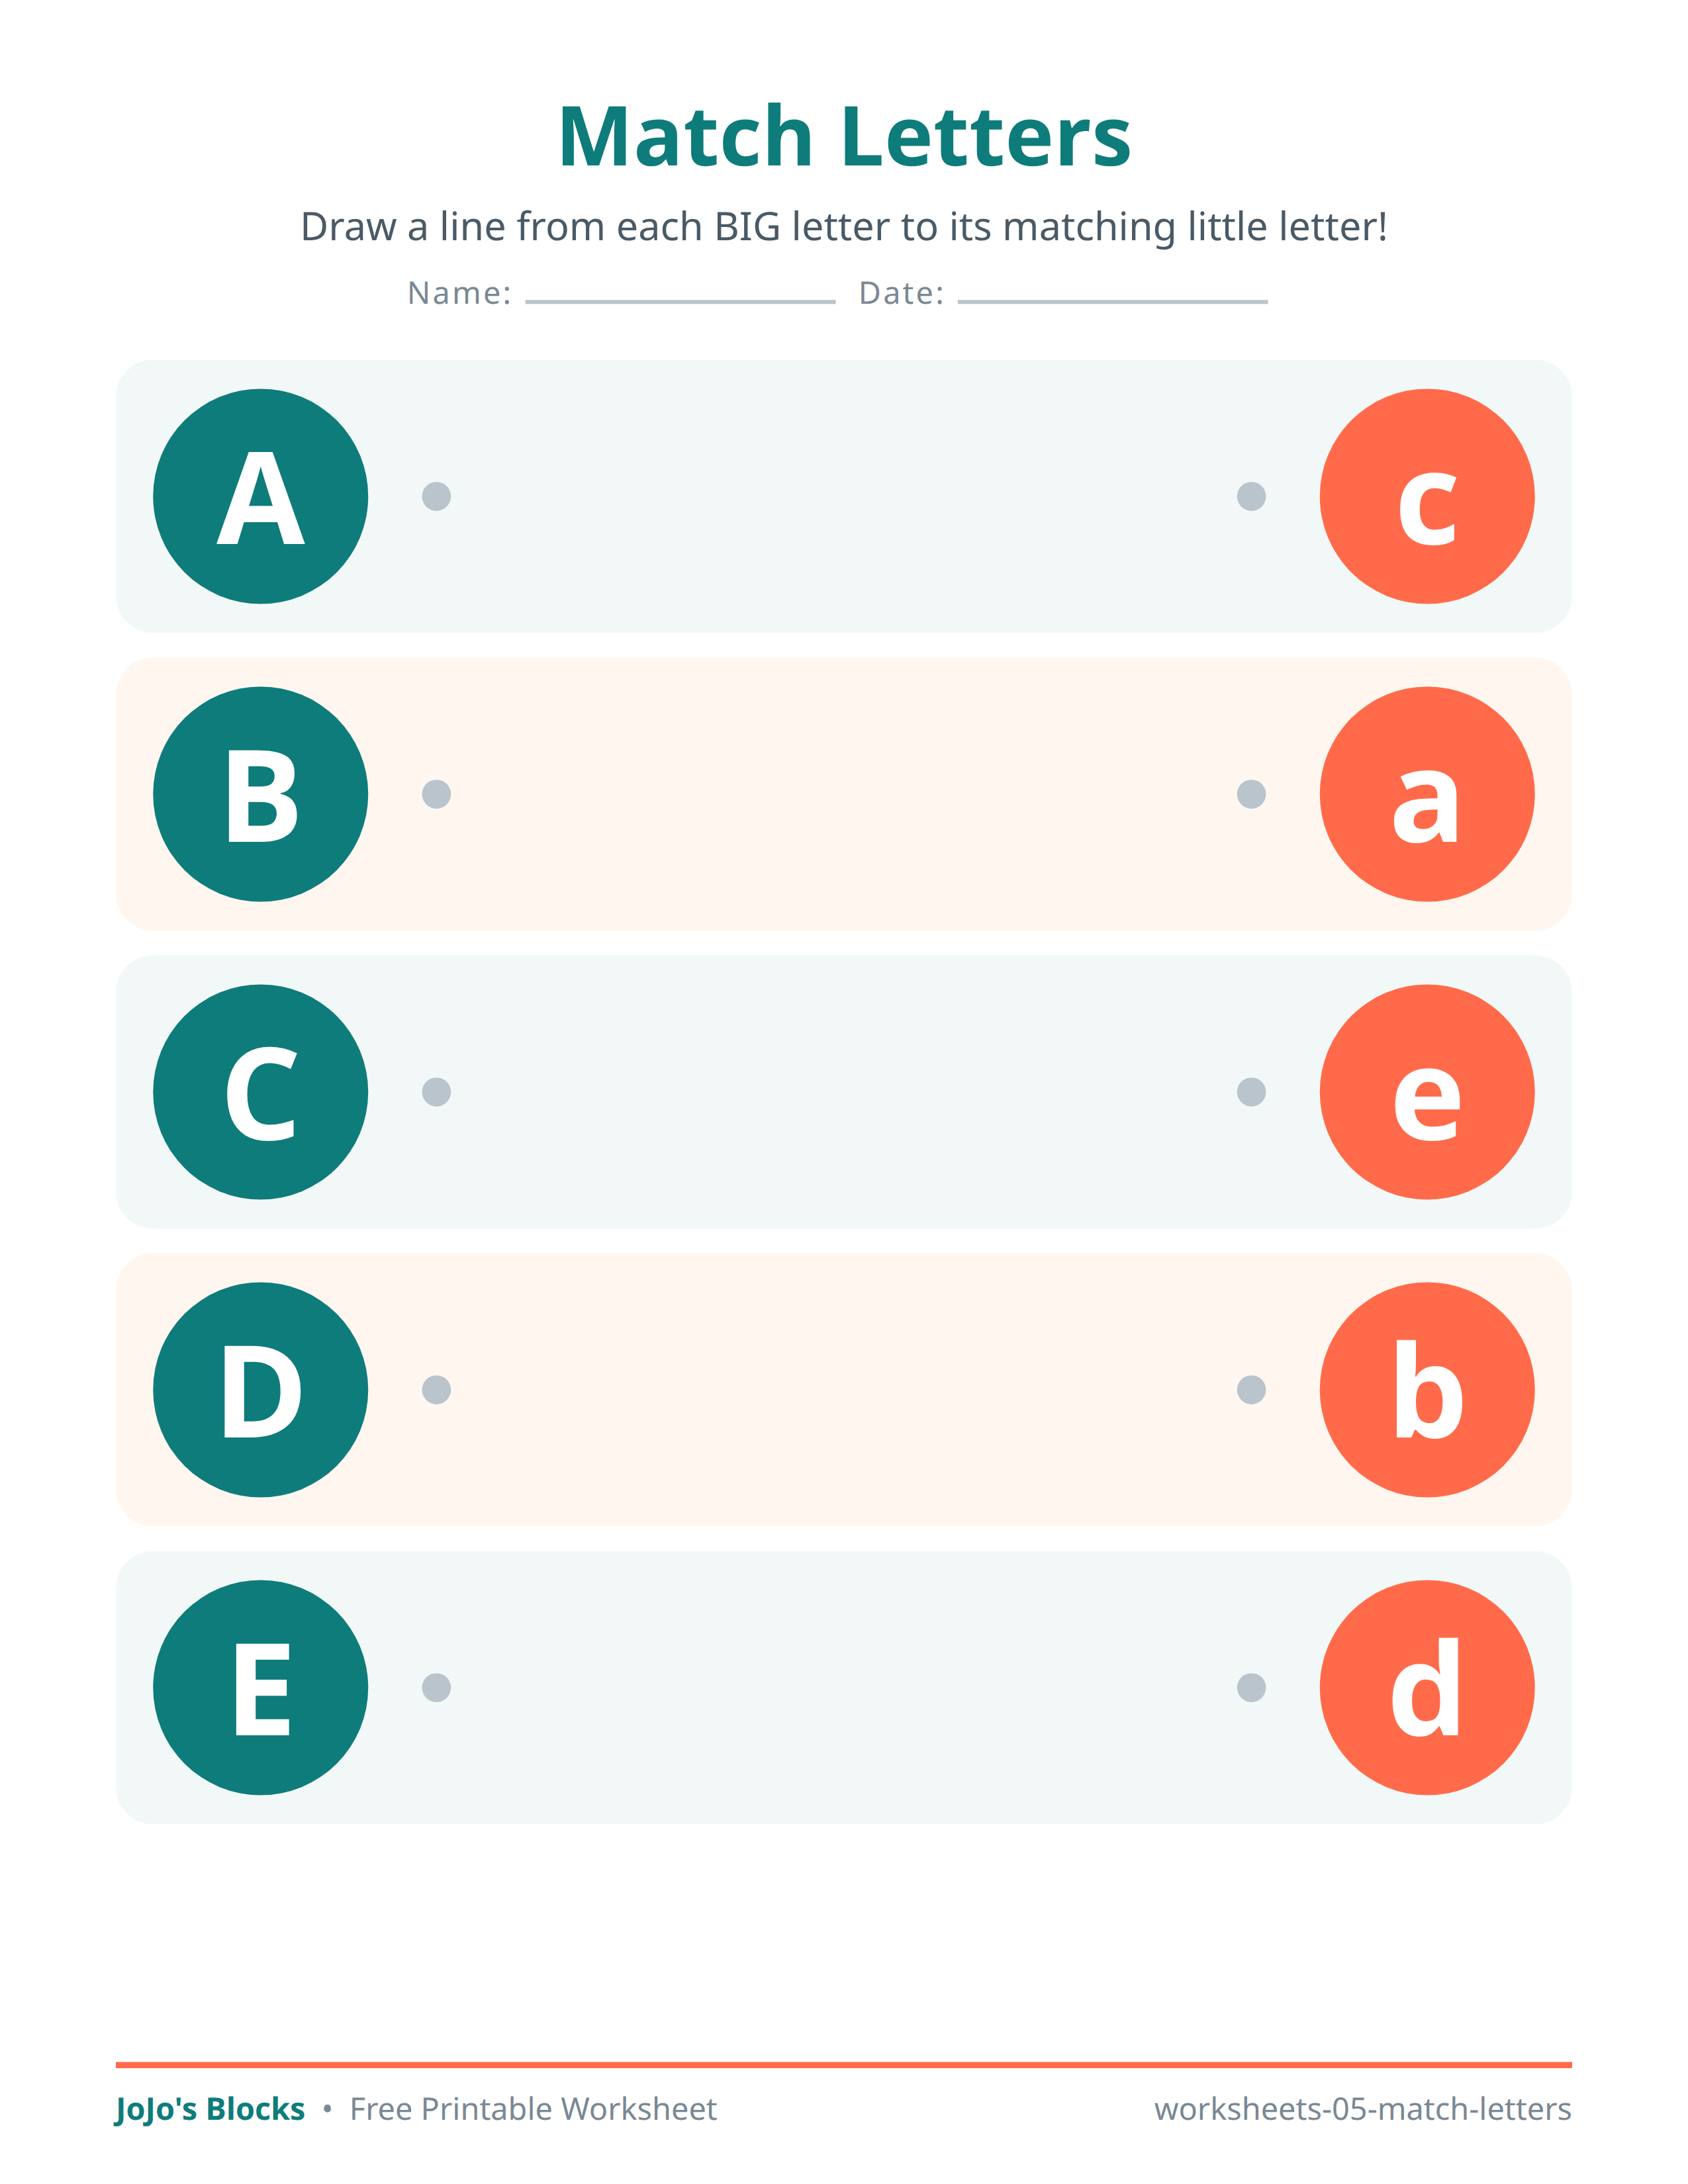 Match Letters
Draw a line from each BIG letter to its matching little letter!
Name: Date:
A c
B a
C e
D b
E d
JoJo's Blocks • Free Printable Worksheet worksheets-05-match-letters